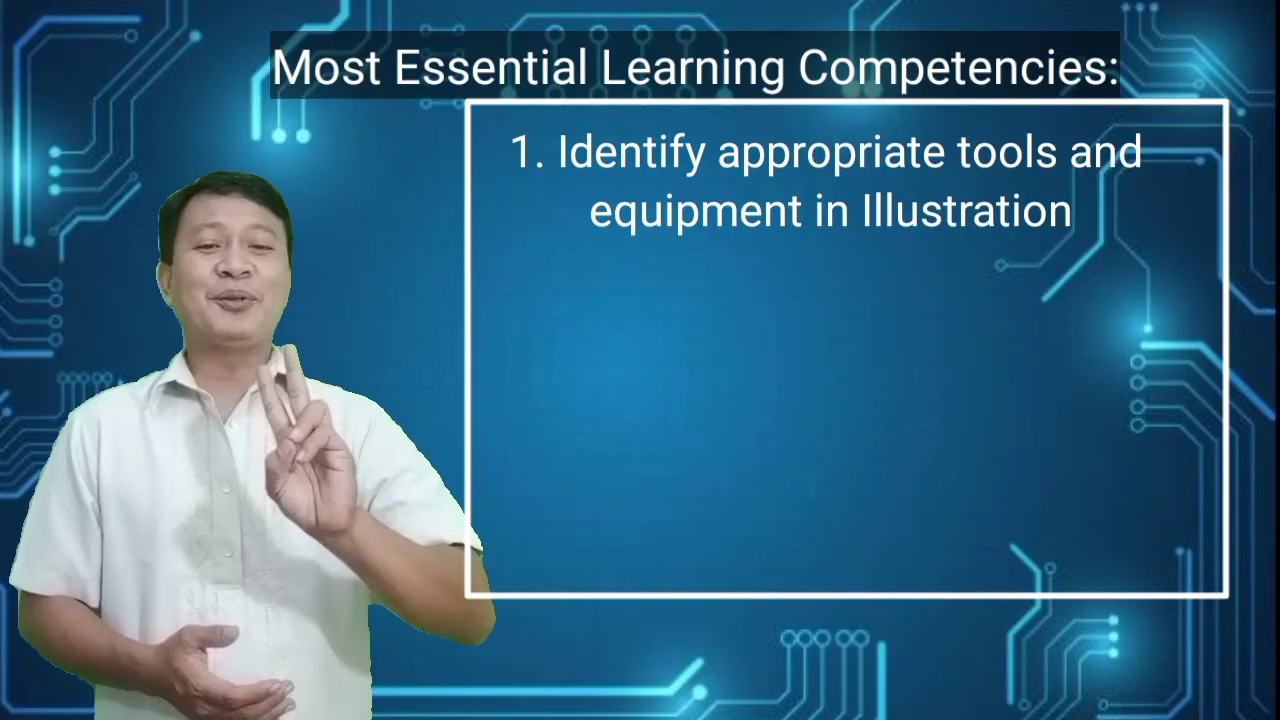 Most Essential Learning Competencies:
1. Identify appropriate tools and
equipment in Illustration